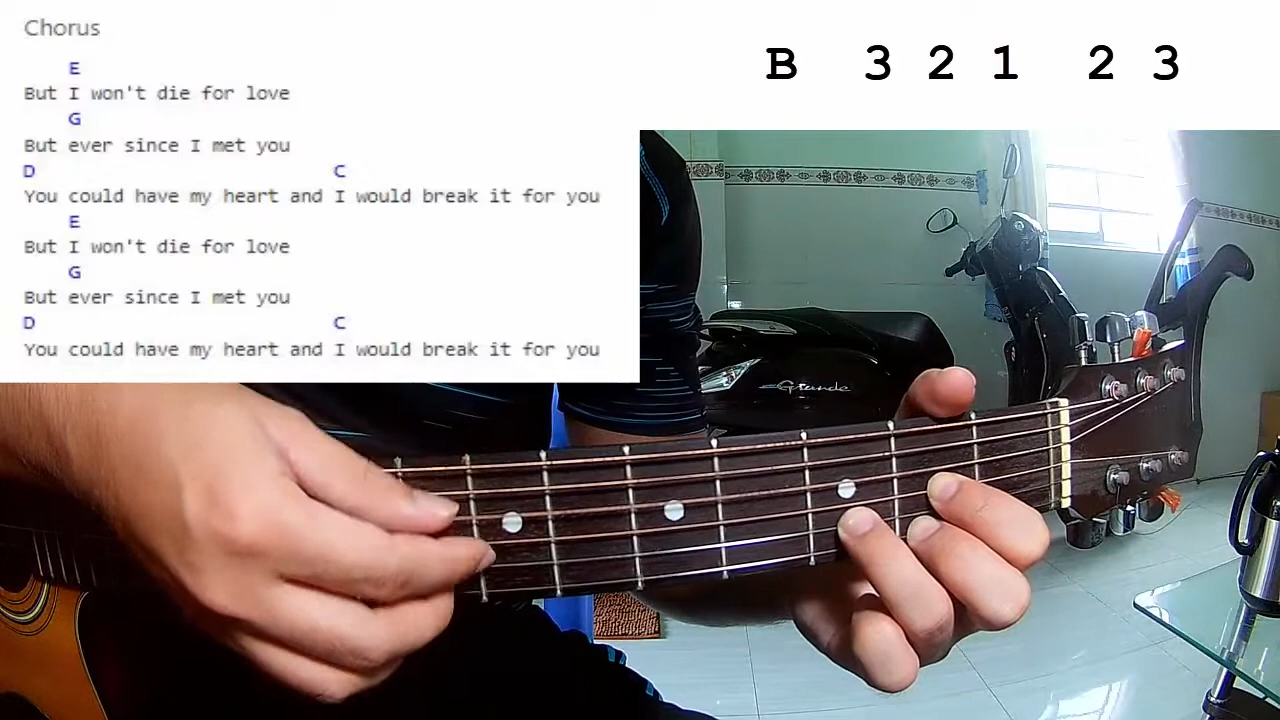 Chorus
E
But I won't die for love
G
But ever since I met you
D C
You could have my heart and I would break it for you
E
But I won't die for love
G
But ever since I met you
D C
You could have my heart and I would break it for you
B 3 2 1 2 3
Grande